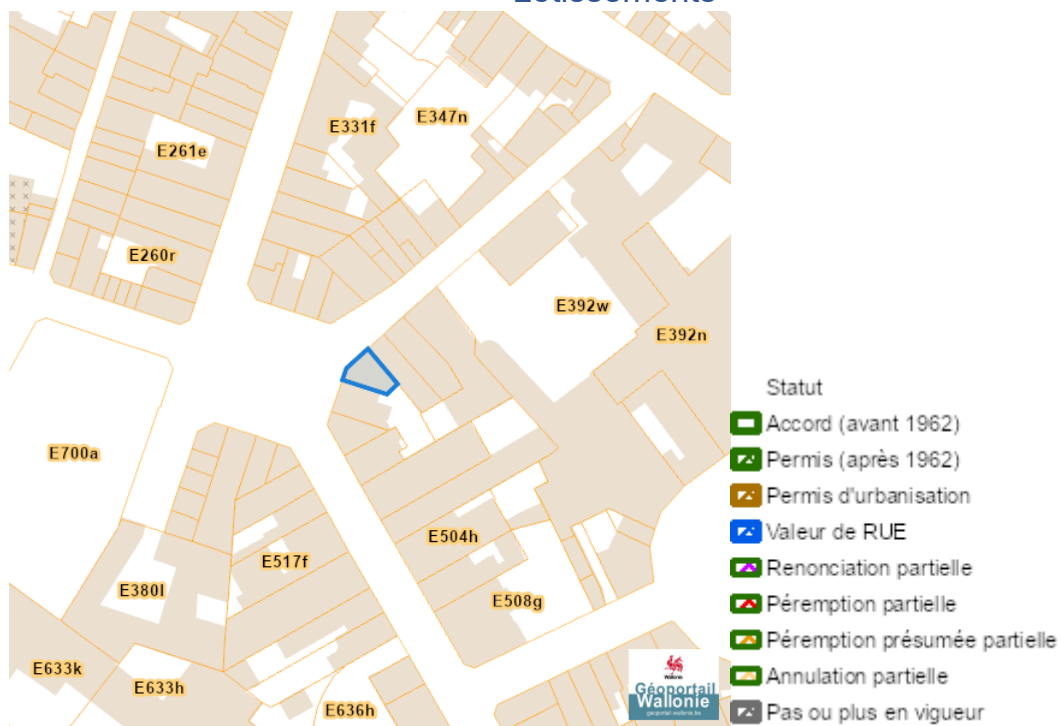 Lotissements
E347n
E331f
E261e
E260r
E392w
E392n
E700a
E504h
E517f
E380l
E508g
E633k
E633h
E636h
Wallonie
Géoportail
Wallonie
geoportail.wallonie.be
Statut
Accord (avant 1962)
Permis (après 1962)
Permis d'urbanisation
Valeur de RUE
Renonciation partielle
Péremption partielle
Péremption présumée partielle
Annulation partielle
Pas ou plus en vigueur